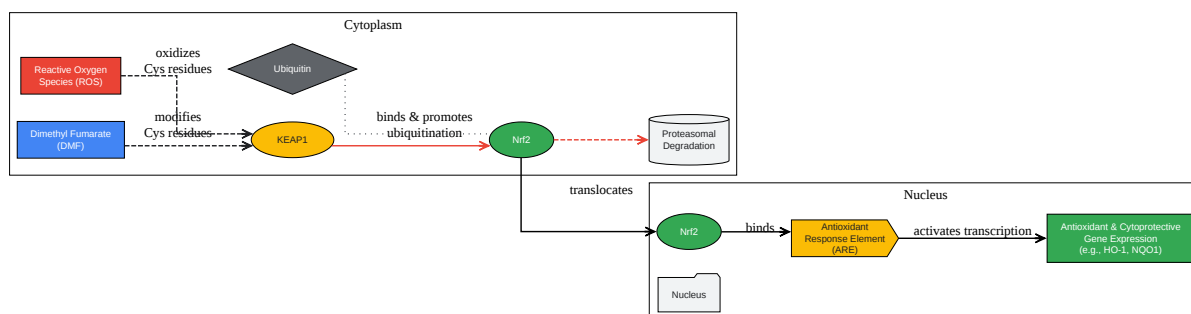 Cytoplasm
oxidizes
Cys residues
Reactive Oxygen
Species (ROS)
Ubiquitin
modifies
Cys residues
Dimethyl Fumarate
(DMF)
KEAP1
binds & promotes
ubiquitination
Nrf2
Proteasomal
Degradation
translocates
Nucleus
Nrf2
binds
Antioxidant
Response Element
(ARE)
activates transcription
Antioxidant & Cytoprotective
Gene Expression
(e.g., HO-1, NQO1)
Nucleus